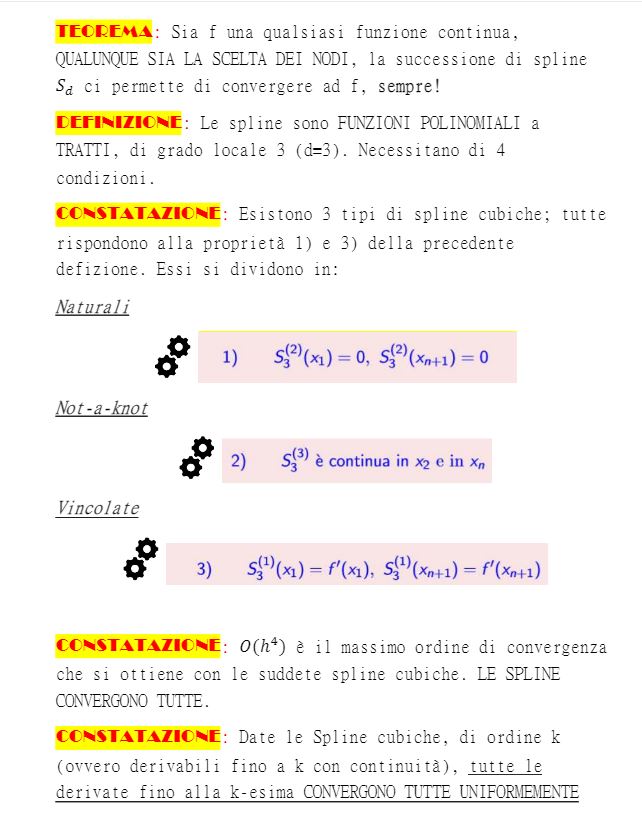 TEOREMA: Sia f una qualsiasi funzione continua,
QUALUNQUE SIA LA SCELTA DEI NODI, la successione di spline
S_d ci permette di convergere ad f, sempre!
DEFINIZIONE: Le spline sono FUNZIONI POLINOMIALI a
TRATTI, di grado locale 3 (d=3). Necessitano di 4
condizioni.
CONSTATAZIONE: Esistono 3 tipi di spline cubiche; tutte
rispondono alla proprietà 1) e 3) della precedente
defizione. Essi si dividono in:
Naturali
1) S_3^{(2)}(x_1) = 0, S_3^{(2)}(x_{n+1}) = 0
Not-a-knot
2) S_3^{(3)} è continua in x_2 e in x_n
Vincolate
3) S_3^{(1)}(x_1) = f'(x_1), S_3^{(1)}(x_{n+1}) = f'(x_{n+1})
CONSTATAZIONE: O(h^4) è il massimo ordine di convergenza
che si ottiene con le suddete spline cubiche. LE SPLINE
CONVERGONO TUTTE.
CONSTATAZIONE: Date le Spline cubiche, di ordine k
(ovvero derivabili fino a k con continuità), tutte le
derivate fino alla k-esima CONVERGONO TUTTE UNIFORMEMENTE